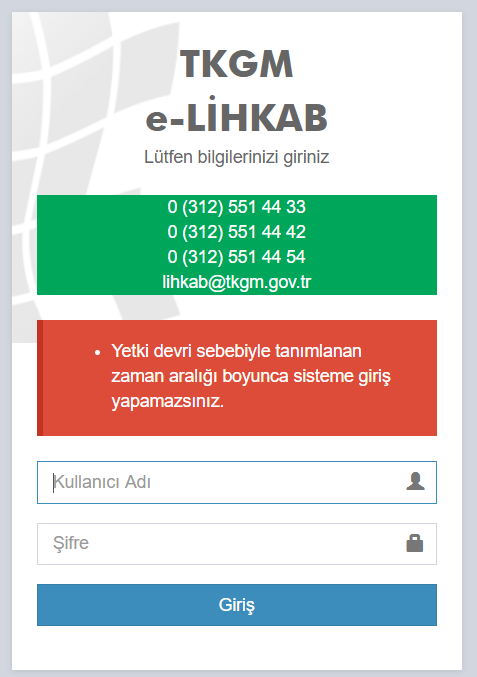 TKGM
e-LİHKAB
Lütfen bilgilerinizi giriniz
0 (312) 551 44 33
0 (312) 551 44 42
0 (312) 551 44 54
lihkab@tkgm.gov.tr
• Yetki devri sebebiyle tanımlanan
zaman aralığı boyunca sisteme giriş
yapamazsınız.
Kullanıcı Adı
Şifre
Giriş